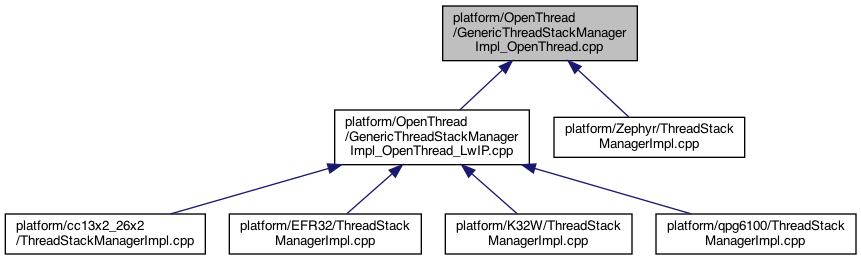 platform/OpenThread
/GenericThreadStackManager
Impl_OpenThread.cpp
platform/OpenThread
/GenericThreadStackManager
Impl_OpenThread_LwIP.cpp
platform/Zephyr/ThreadStack
ManagerImpl.cpp
platform/cc13x2_26x2
/ThreadStackManagerImpl.cpp
platform/EFR32/ThreadStack
ManagerImpl.cpp
platform/K32W/ThreadStack
ManagerImpl.cpp
platform/qpg6100/ThreadStack
ManagerImpl.cpp